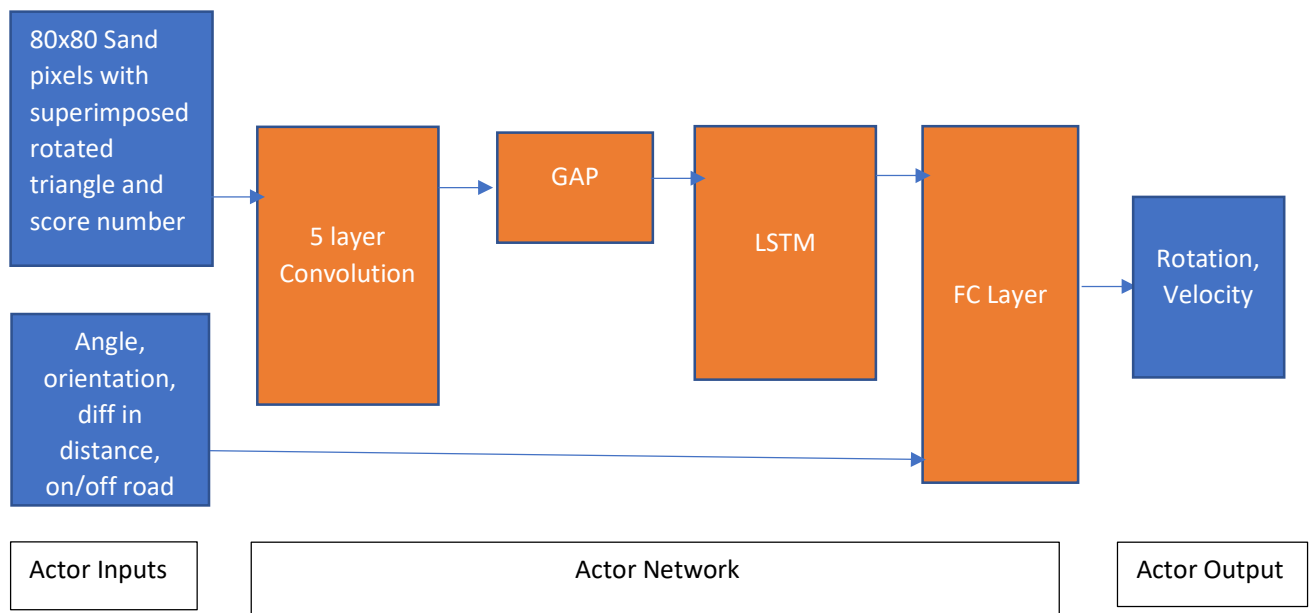 80x80 Sand
pixels with
superimposed
rotated
triangle and
score number
5 layer
Convolution
GAP
LSTM
FC Layer
Rotation,
Velocity
Angle,
orientation,
diff in
distance,
on/off road
Actor Inputs
Actor Network
Actor Output